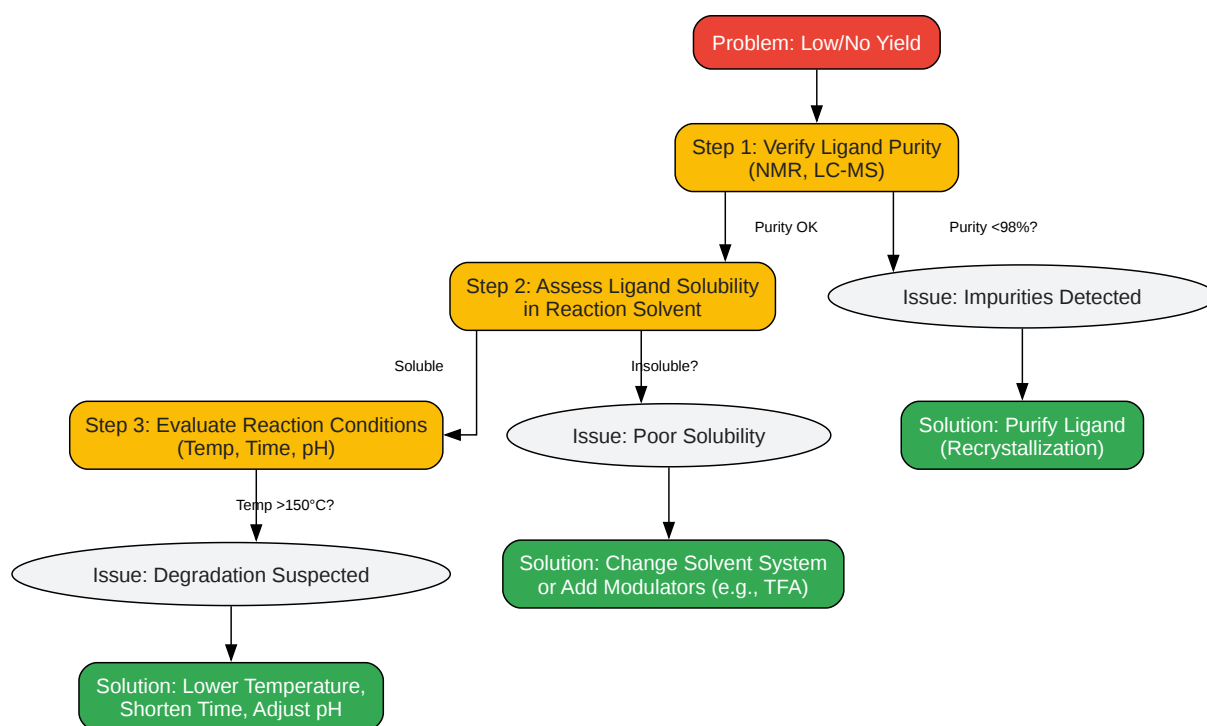 Problem: Low/No Yield
Step 1: Verify Ligand Purity
(NMR, LC-MS)
Purity OK
Purity <98%?
Step 2: Assess Ligand Solubility
in Reaction Solvent
Issue: Impurities Detected
Soluble
Insoluble?
Step 3: Evaluate Reaction Conditions
(Temp, Time, pH)
Issue: Poor Solubility
Solution: Purify Ligand
(Recrystallization)
Temp >150°C?
Issue: Degradation Suspected
Solution: Change Solvent System
or Add Modulators (e.g., TFA)
Solution: Lower Temperature,
Shorten Time, Adjust pH